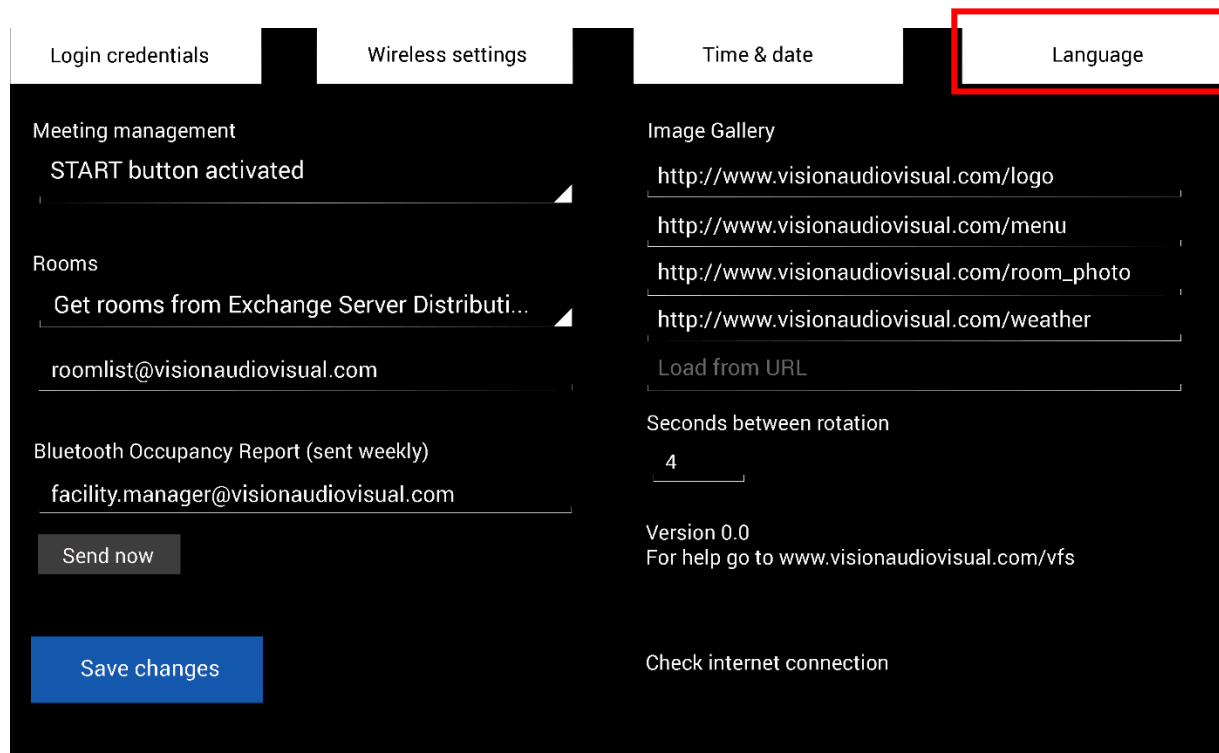 Login credentials
Wireless settings
Time & date
Language
Meeting management
START button activated
Rooms
Get rooms from Exchange Server Distributi...
roomlist@visionaudiovisual.com
Bluetooth Occupancy Report (sent weekly)
facility.manager@visionaudiovisual.com
Send now
Save changes
Image Gallery
http://www.visionaudiovisual.com/logo
http://www.visionaudiovisual.com/menu
http://www.visionaudiovisual.com/room_photo
http://www.visionaudiovisual.com/weather
Load from URL
Seconds between rotation
4
Version 0.0
For help go to www.visionaudiovisual.com/vfs
Check internet connection